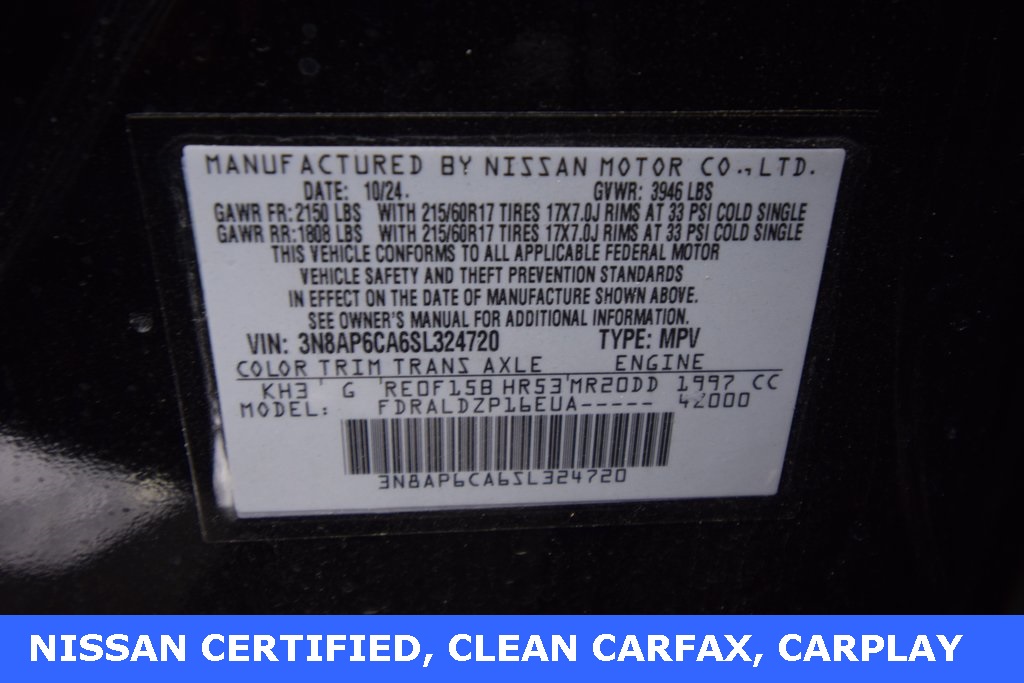 MANUFACTURED BY NISSAN MOTOR CO., LTD.
DATE: 10/24. GVWR: 3946 LBS
GAWR FR: 2150 LBS WITH 215/60R17 TIRES 17X7.0J RIMS AT 33 PSI COLD SINGLE
GAWR RR: 1808 LBS WITH 215/60R17 TIRES 17X7.0J RIMS AT 33 PSI COLD SINGLE
THIS VEHICLE CONFORMS TO ALL APPLICABLE FEDERAL MOTOR
VEHICLE SAFETY AND THEFT PREVENTION STANDARDS
IN EFFECT ON THE DATE OF MANUFACTURE SHOWN ABOVE.
SEE OWNER'S MANUAL FOR ADDITIONAL INFORMATION.
VIN: 3N8AP6CA6SL324720 TYPE: MPV
COLOR TRIM TRANS AXLE ENGINE
KH3 G RE0F15B HR53 MR20DD 1997 CC
MODEL: FDRALDZP16EUA----- 42000
3N8AP6CA6SL324720
NISSAN CERTIFIED, CLEAN CARFAX, CARPLAY